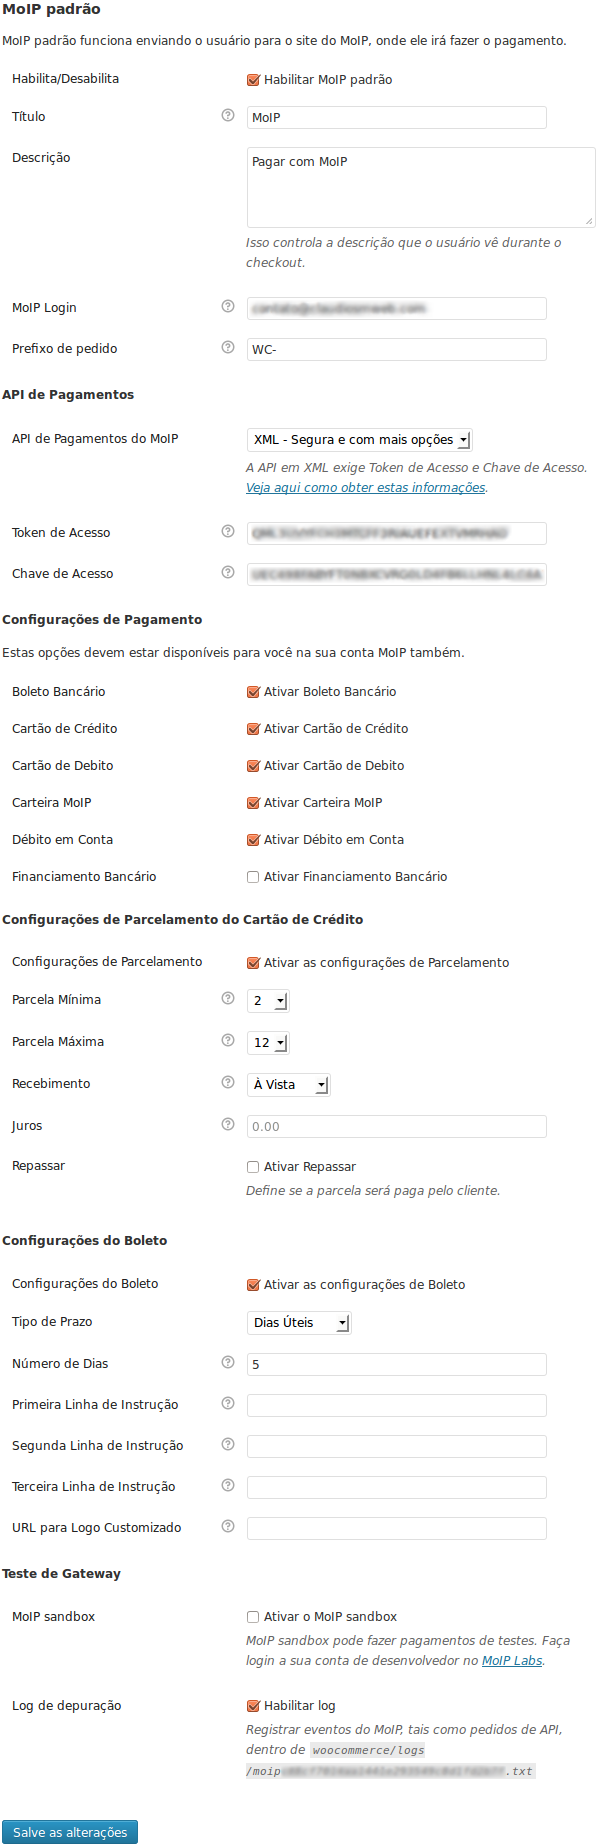 MoIP padrão
MoIP padrão funciona enviando o usuário para o site do MoIP, onde ele irá fazer o pagamento.
Habilita/Desabilita Habilitar MoIP padrão
Título MoIP
Descrição Pagar com MoIP
Isso controla a descrição que o usuário vê durante o
checkout.
MoIP Login
Prefixo de pedido WC-
API de Pagamentos
API de Pagamentos do MoIP XML - Segura e com mais opções
A API em XML exige Token de Acesso e Chave de Acesso.
Veja aqui como obter estas informações.
Token de Acesso
Chave de Acesso
Configurações de Pagamento
Estas opções devem estar disponíveis para você na sua conta MoIP também.
Boleto Bancário Ativar Boleto Bancário
Cartão de Crédito Ativar Cartão de Crédito
Cartão de Debito Ativar Cartão de Debito
Carteira MoIP Ativar Carteira MoIP
Débito em Conta Ativar Débito em Conta
Financiamento Bancário Ativar Financiamento Bancário
Configurações de Parcelamento do Cartão de Crédito
Configurações de Parcelamento Ativar as configurações de Parcelamento
Parcela Mínima 2
Parcela Máxima 12
Recebimento À Vista
Juros 0.00
Repassar Ativar Repassar
Define se a parcela será paga pelo cliente.
Configurações do Boleto
Configurações do Boleto Ativar as configurações de Boleto
Tipo de Prazo Dias Úteis
Número de Dias 5
Primeira Linha de Instrução
Segunda Linha de Instrução
Terceira Linha de Instrução
URL para Logo Customizado
Teste de Gateway
MoIP sandbox Ativar o MoIP sandbox
MoIP sandbox pode fazer pagamentos de testes. Faça
login a sua conta de desenvolvedor no MoIP Labs.
Log de depuração Habilitar log
Registrar eventos do MoIP, tais como pedidos de API,
dentro de woocommerce/logs
/moip .txt
Salve as alterações